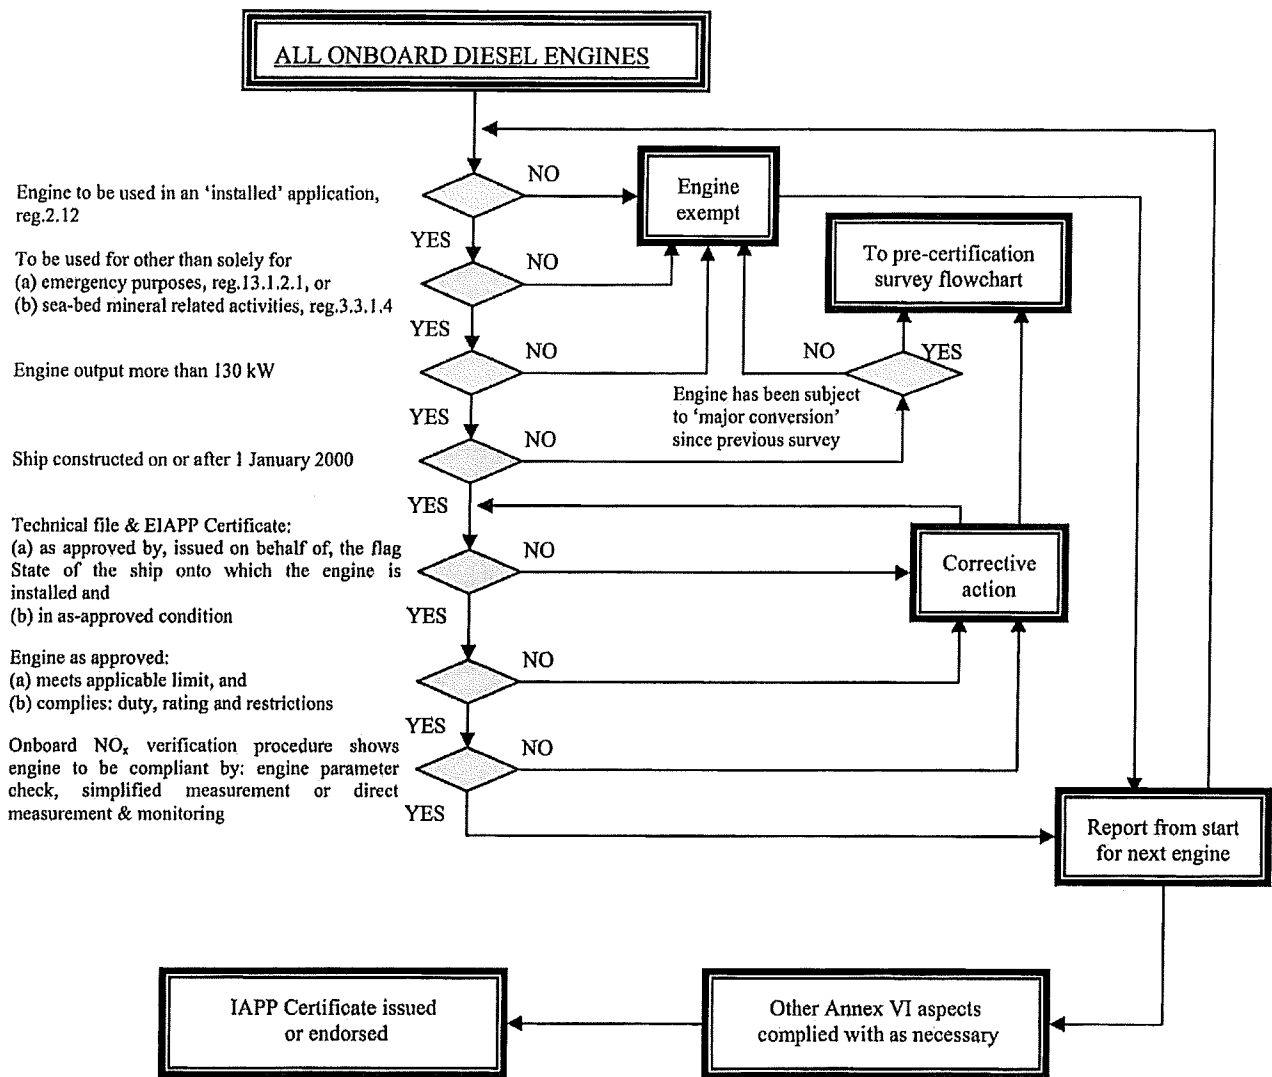 ALL ONBOARD DIESEL ENGINES
Engine to be used in an ‘installed’ application,
reg.2.12
NO
Engine
exempt
YES
To be used for other than solely for
(a) emergency purposes, reg.13.1.2.1, or
(b) sea-bed mineral related activities, reg.3.3.1.4
NO
To pre-certification
survey flowchart
YES
Engine output more than 130 kW
NO
NO
YES
Engine has been subject
to ‘major conversion’
since previous survey
YES
Ship constructed on or after 1 January 2000
NO
YES
Technical file & EIAPP Certificate:
(a) as approved by, issued on behalf of, the flag
State of the ship onto which the engine is
installed and
(b) in as-approved condition
NO
Corrective
action
YES
Engine as approved:
(a) meets applicable limit, and
(b) complies: duty, rating and restrictions
NO
YES
Onboard NOx verification procedure shows
engine to be compliant by: engine parameter
check, simplified measurement or direct
measurement & monitoring
NO
YES
Report from start
for next engine
IAPP Certificate issued
or endorsed
Other Annex VI aspects
complied with as necessary